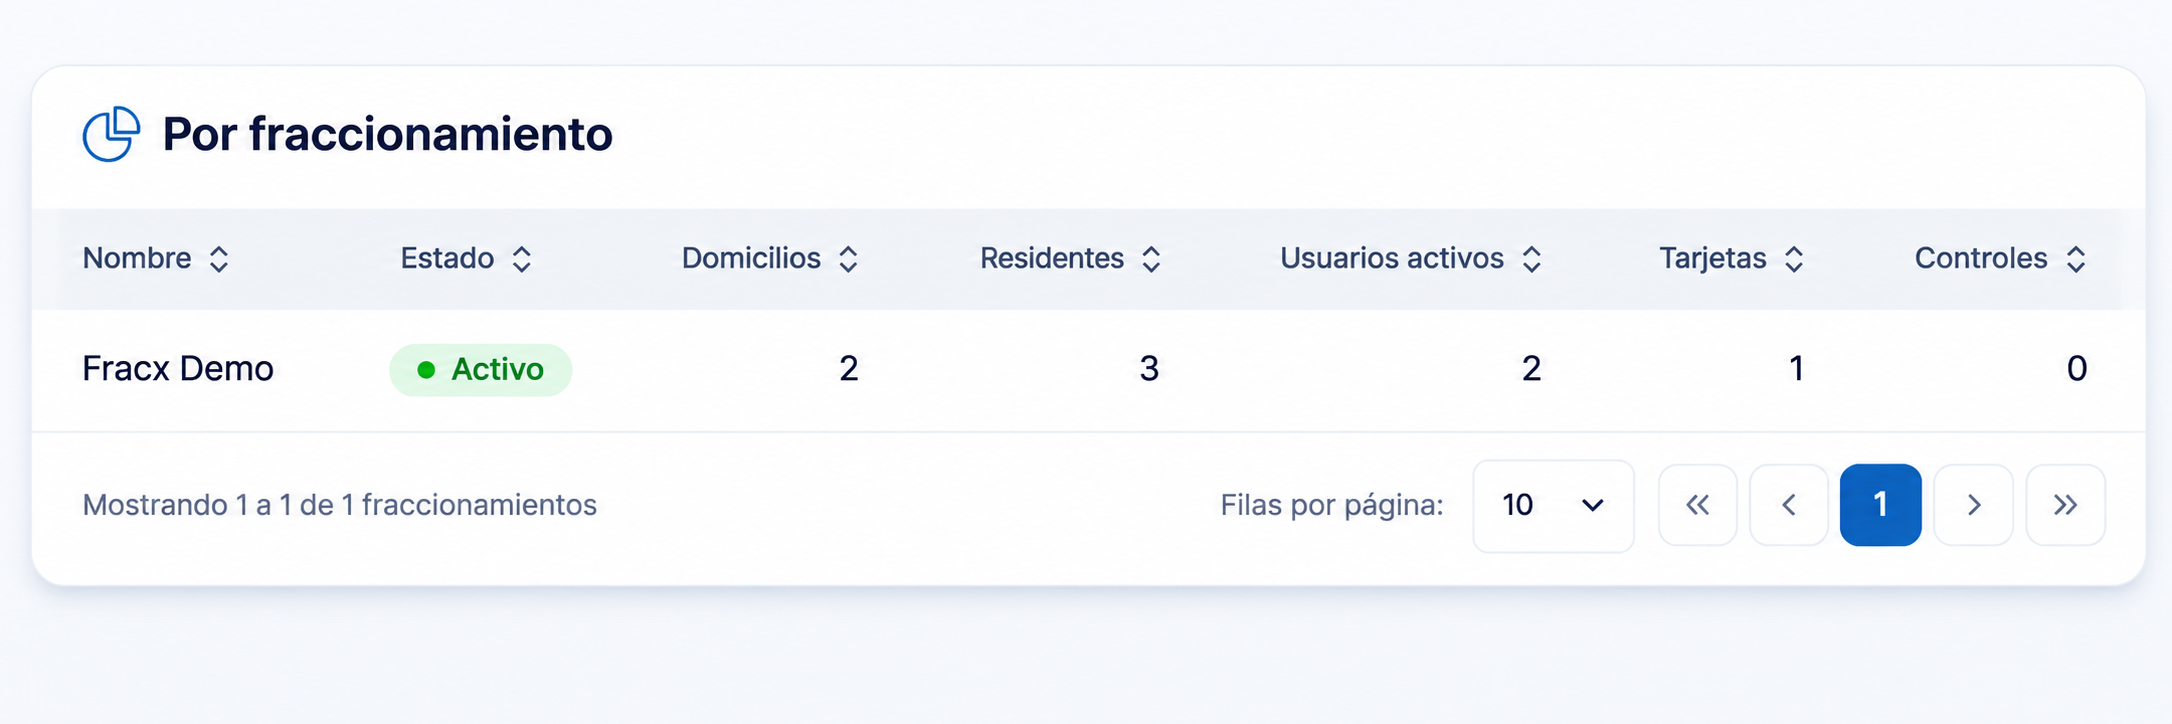 Por fraccionamiento
Nombre Estado Domicilios Residentes Usuarios activos Tarjetas Controles
Fracx Demo Activo 2 3 2 1 0
Mostrando 1 a 1 de 1 fraccionamientos Filas por página: 10 1